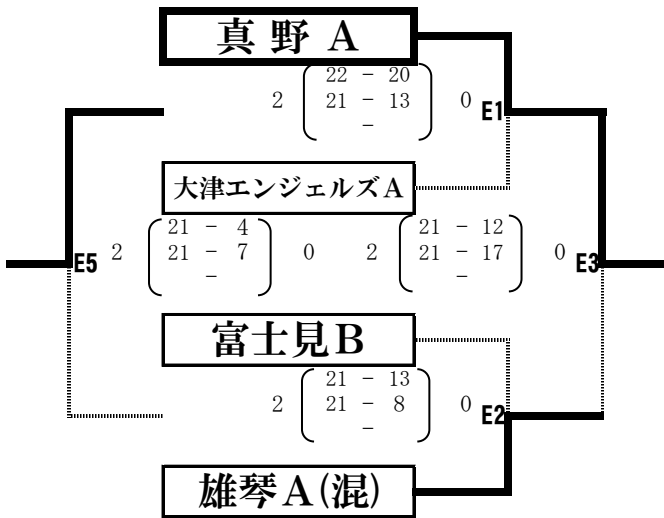 真野A
22 - 20
2 21 - 13 0 E1
-
大津エンジェルズA
21 - 4 21 - 12
E5 2 21 - 7 0 2 21 - 17 0 E3
- -
富士見B
21 - 13
2 21 - 8 0 E2
-
雄琴A(混)